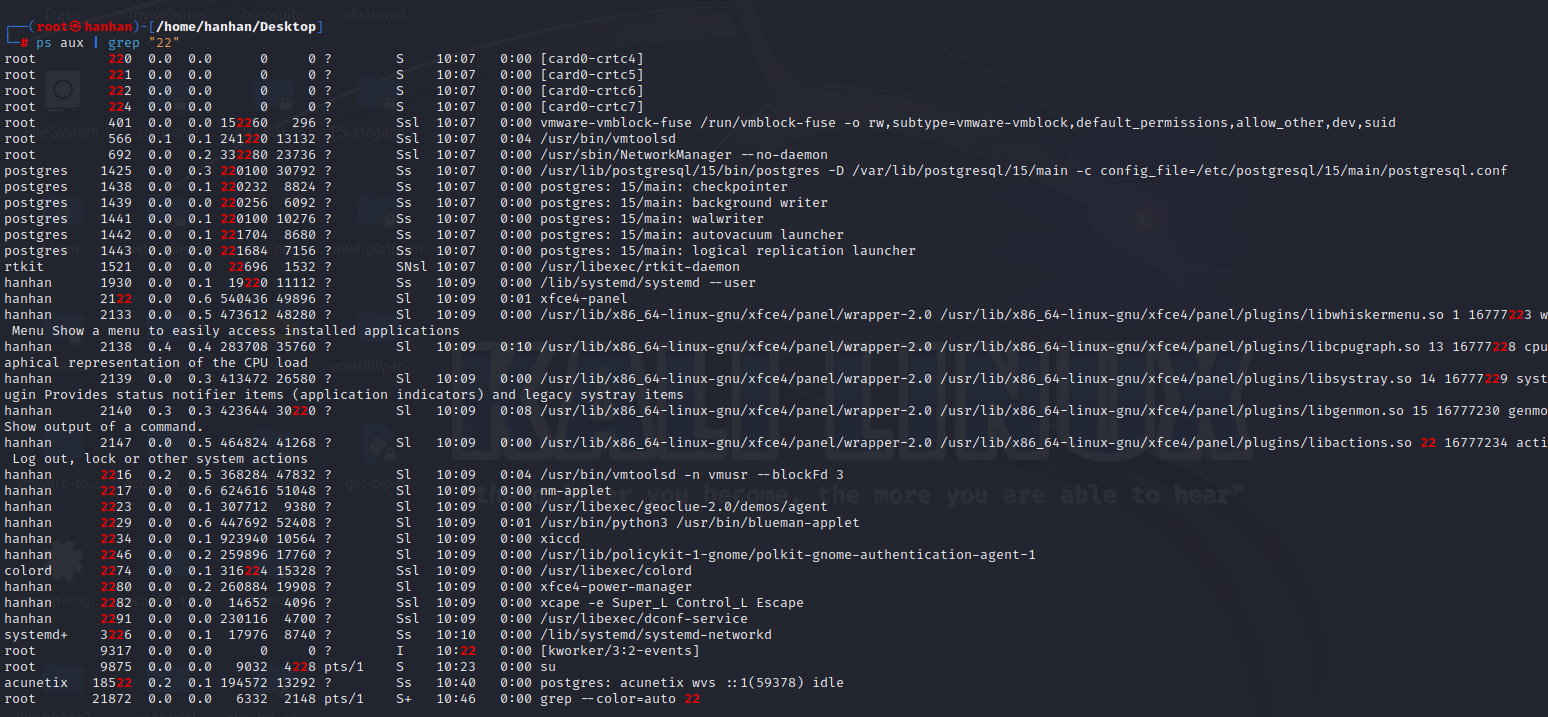 ┌──(root㉿hanhan)-[/home/hanhan/Desktop]
└─# ps aux | grep "22"
root         220  0.0  0.0      0     0 ?        S    10:07   0:00 [card0-crtc4]
root         221  0.0  0.0      0     0 ?        S    10:07   0:00 [card0-crtc5]
root         222  0.0  0.0      0     0 ?        S    10:07   0:00 [card0-crtc6]
root         224  0.0  0.0      0     0 ?        S    10:07   0:00 [card0-crtc7]
root         401  0.0  0.0 152260   296 ?        Ssl  10:07   0:00 vmware-vmblock-fuse /run/vmblock-fuse -o rw,subtype=vmware-vmblock,default_permissions,allow_other,dev,suid
root         566  0.1  0.1 241220 13132 ?        Ssl  10:07   0:04 /usr/bin/vmtoolsd
root         692  0.0  0.2 332280 23736 ?        Ssl  10:07   0:00 /usr/sbin/NetworkManager --no-daemon
postgres    1425  0.0  0.3 220100 30792 ?        Ss   10:07   0:00 /usr/lib/postgresql/15/bin/postgres -D /var/lib/postgresql/15/main -c config_file=/etc/postgresql/15/main/postgresql.conf
postgres    1438  0.0  0.1 220232  8824 ?        Ss   10:07   0:00 postgres: 15/main: checkpointer
postgres    1439  0.0  0.0 220256  6092 ?        Ss   10:07   0:00 postgres: 15/main: background writer
postgres    1441  0.0  0.1 220100 10276 ?        Ss   10:07   0:00 postgres: 15/main: walwriter
postgres    1442  0.0  0.1 221704  8680 ?        Ss   10:07   0:00 postgres: 15/main: autovacuum launcher
postgres    1443  0.0  0.0 221684  7156 ?        Ss   10:07   0:00 postgres: 15/main: logical replication launcher
rtkit       1521  0.0  0.0  22696  1532 ?        SNsl 10:07   0:00 /usr/libexec/rtkit-daemon
hanhan      1930  0.0  0.1  19220 11112 ?        Ss   10:09   0:00 /lib/systemd/systemd --user
hanhan      2122  0.0  0.6 540436 49896 ?        Sl   10:09   0:01 xfce4-panel
hanhan      2133  0.0  0.5 473612 48280 ?        Sl   10:09   0:00 /usr/lib/x86_64-linux-gnu/xfce4/panel/wrapper-2.0 /usr/lib/x86_64-linux-gnu/xfce4/panel/plugins/libwhiskermenu.so 1 16777223 w
 Menu Show a menu to easily access installed applications
hanhan      2138  0.4  0.4 283708 35760 ?        Sl   10:09   0:10 /usr/lib/x86_64-linux-gnu/xfce4/panel/wrapper-2.0 /usr/lib/x86_64-linux-gnu/xfce4/panel/plugins/libcpugraph.so 13 16777228 cpu
aphical representation of the CPU load
hanhan      2139  0.0  0.3 413472 26580 ?        Sl   10:09   0:00 /usr/lib/x86_64-linux-gnu/xfce4/panel/wrapper-2.0 /usr/lib/x86_64-linux-gnu/xfce4/panel/plugins/libsystray.so 14 16777229 syst
ugin Provides status notifier items (application indicators) and legacy systray items
hanhan      2140  0.3  0.3 423644 30220 ?        Sl   10:09   0:08 /usr/lib/x86_64-linux-gnu/xfce4/panel/wrapper-2.0 /usr/lib/x86_64-linux-gnu/xfce4/panel/plugins/libgenmon.so 15 16777230 genmo
Show output of a command.
hanhan      2147  0.0  0.5 464824 41268 ?        Sl   10:09   0:00 /usr/lib/x86_64-linux-gnu/xfce4/panel/wrapper-2.0 /usr/lib/x86_64-linux-gnu/xfce4/panel/plugins/libactions.so 22 16777234 acti
 Log out, lock or other system actions
hanhan      2216  0.2  0.5 368284 47832 ?        Sl   10:09   0:04 /usr/bin/vmtoolsd -n vmusr --blockFd 3
hanhan      2217  0.0  0.6 624616 51048 ?        Sl   10:09   0:00 nm-applet
hanhan      2223  0.0  0.1 307712  9380 ?        Sl   10:09   0:00 /usr/libexec/geoclue-2.0/demos/agent
hanhan      2229  0.0  0.6 447692 52408 ?        Sl   10:09   0:01 /usr/bin/python3 /usr/bin/blueman-applet
hanhan      2234  0.0  0.1 923940 10564 ?        Sl   10:09   0:00 xiccd
hanhan      2246  0.0  0.2 259896 17760 ?        Sl   10:09   0:00 /usr/lib/policykit-1-gnome/polkit-gnome-authentication-agent-1
colord      2274  0.0  0.1 316224 15328 ?        Ssl  10:09   0:00 /usr/libexec/colord
hanhan      2280  0.0  0.2 260884 19908 ?        Sl   10:09   0:00 xfce4-power-manager
hanhan      2282  0.0  0.0  14652  4096 ?        Ssl  10:09   0:00 xcape -e Super_L Control_L Escape
hanhan      2291  0.0  0.0 230116  4700 ?        Ssl  10:09   0:00 /usr/libexec/dconf-service
systemd+    3226  0.0  0.1  17976  8740 ?        Ss   10:10   0:00 /lib/systemd/systemd-networkd
root        9317  0.0  0.0      0     0 ?        I    10:22   0:00 [kworker/3:2-events]
root        9875  0.0  0.0   9032  4228 pts/1    S    10:23   0:00 su
acunetix   18522  0.2  0.1 194572 13292 ?        Ss   10:40   0:00 postgres: acunetix wvs ::1(59378) idle
root       21872  0.0  0.0   6332  2148 pts/1    S+   10:46   0:00 grep --color=auto 22